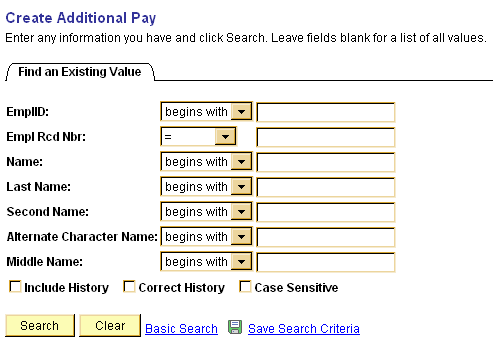 Create Additional Pay
Enter any information you have and click Search. Leave fields blank for a list of all values.
Find an Existing Value
EmplID: begins with
Empl Rcd Nbr: =
Name: begins with
Last Name: begins with
Second Name: begins with
Alternate Character Name: begins with
Middle Name: begins with
Include History Correct History Case Sensitive
Search Clear Basic Search Save Search Criteria